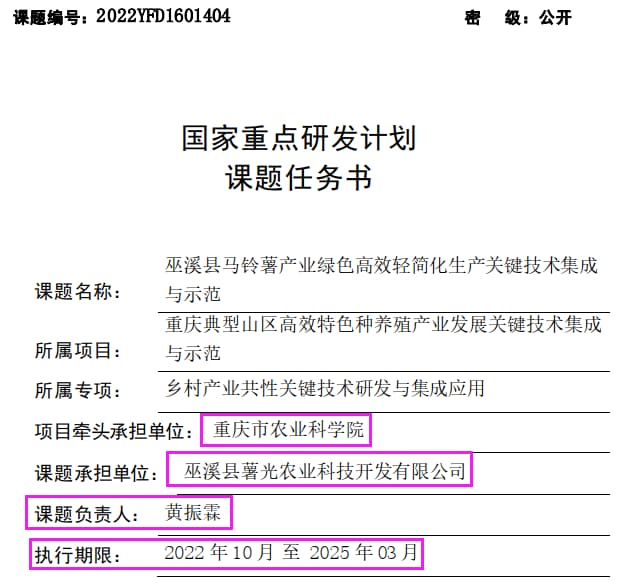 课题编号：2022YFD1601404 密 级：公开
国家重点研发计划
课题任务书
巫溪县马铃薯产业绿色高效轻简化生产关键技术集成
课题名称：
与示范
重庆典型山区高效特色种养殖产业发展关键技术集成
所属项目：
与示范
所属专项： 乡村产业共性关键技术研发与集成应用
项目牵头承担单位： 重庆市农业科学院
课题承担单位： 巫溪县薯光农业科技开发有限公司
课题负责人： 黄振霖
执行期限： 2022 年 10 月 至 2025 年 03 月